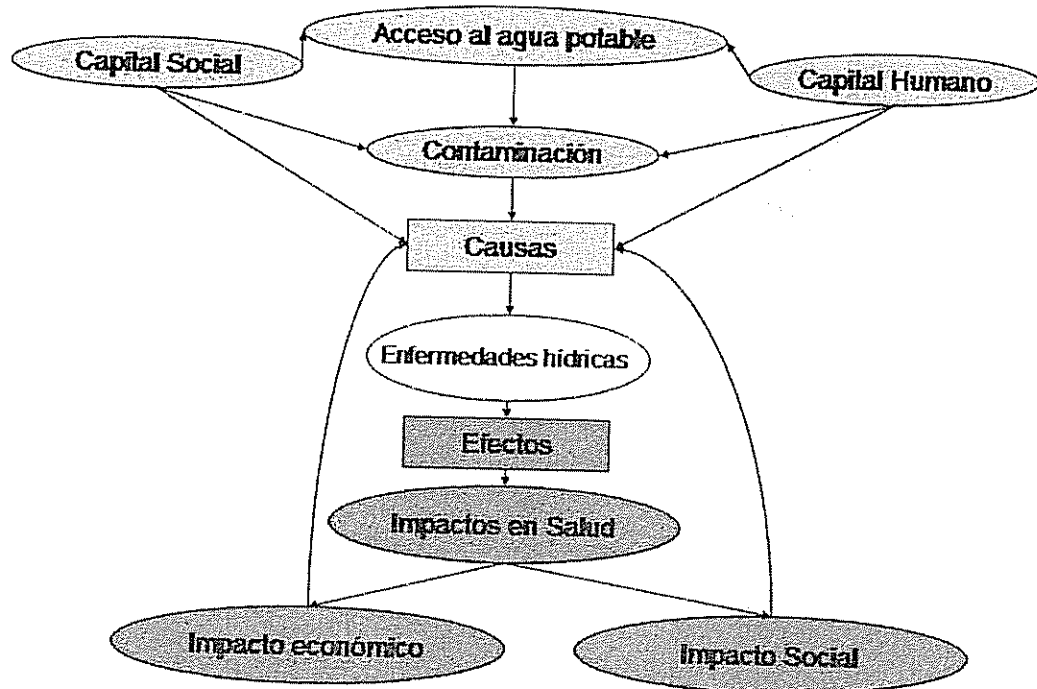 Acceso al agua potable
Capital Social
Capital Humano
Contaminación
Causas
Enfermedades hídricas
Efectos
Impactos en Salud
Impacto económico
Impacto Social